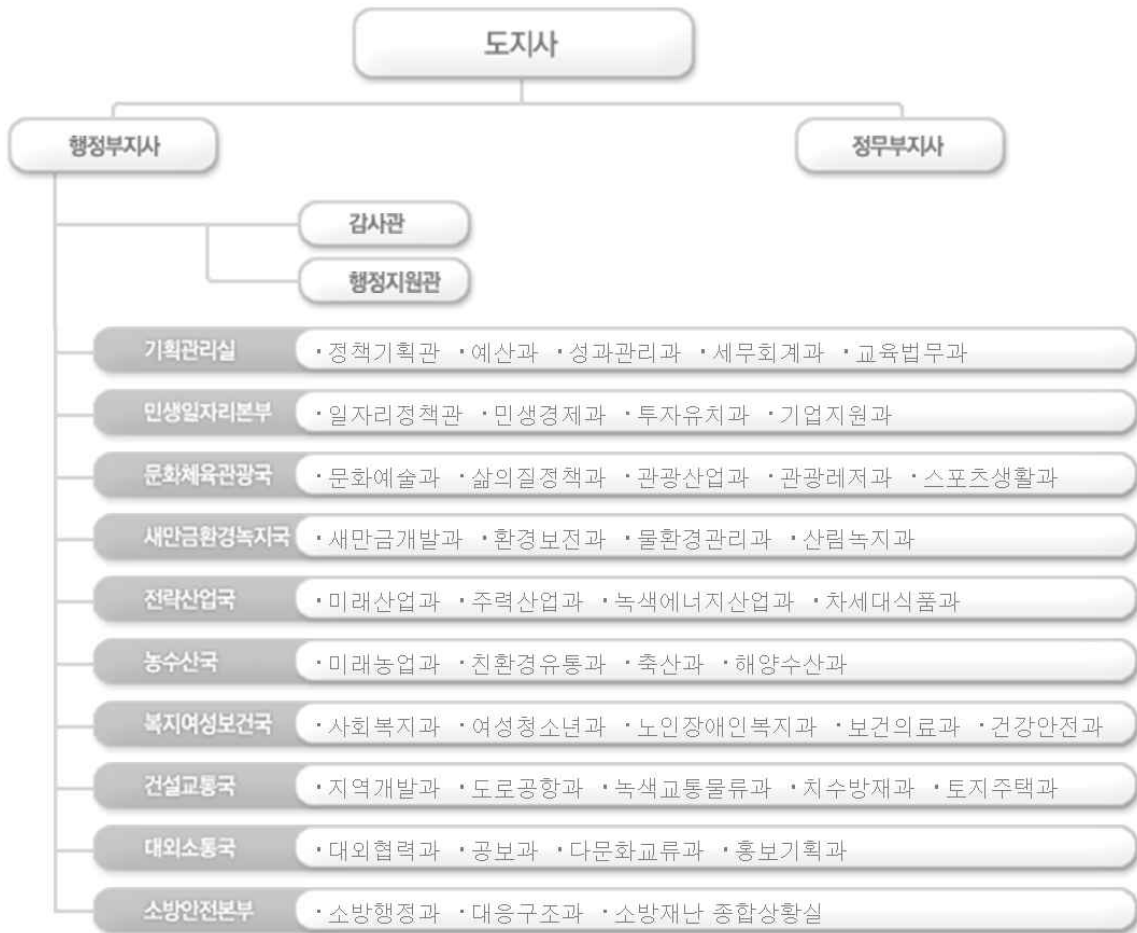 도지사
행정부지사 정무부지사
감사관
행정지원관
기획관리실 ·정책기획관 ·예산과 ·성과관리과 ·세무회계과 ·교육법무과
민생일자리본부 ·일자리정책관 ·민생경제과 ·투자유치과 ·기업지원과
문화체육관광국 ·문화예술과 ·삶의질정책과 ·관광산업과 ·관광레저과 ·스포츠생활과
새만금환경녹지국 ·새만금개발과 ·환경보전과 ·물환경관리과 ·산림녹지과
전략산업국 ·미래산업과 ·주력산업과 ·녹색에너지산업과 ·차세대식품과
농수산국 ·미래농업과 ·친환경유통과 ·축산과 ·해양수산과
복지여성보건국 ·사회복지과 ·여성청소년과 ·노인장애인복지과 ·보건의료과 ·건강안전과
건설교통국 ·지역개발과 ·도로공항과 ·녹색교통물류과 ·치수방재과 ·토지주택과
대외소통국 ·대외협력과 ·공보과 ·다문화교류과 ·홍보기획과
소방안전본부 ·소방행정과 ·대응구조과 ·소방재난 종합상황실